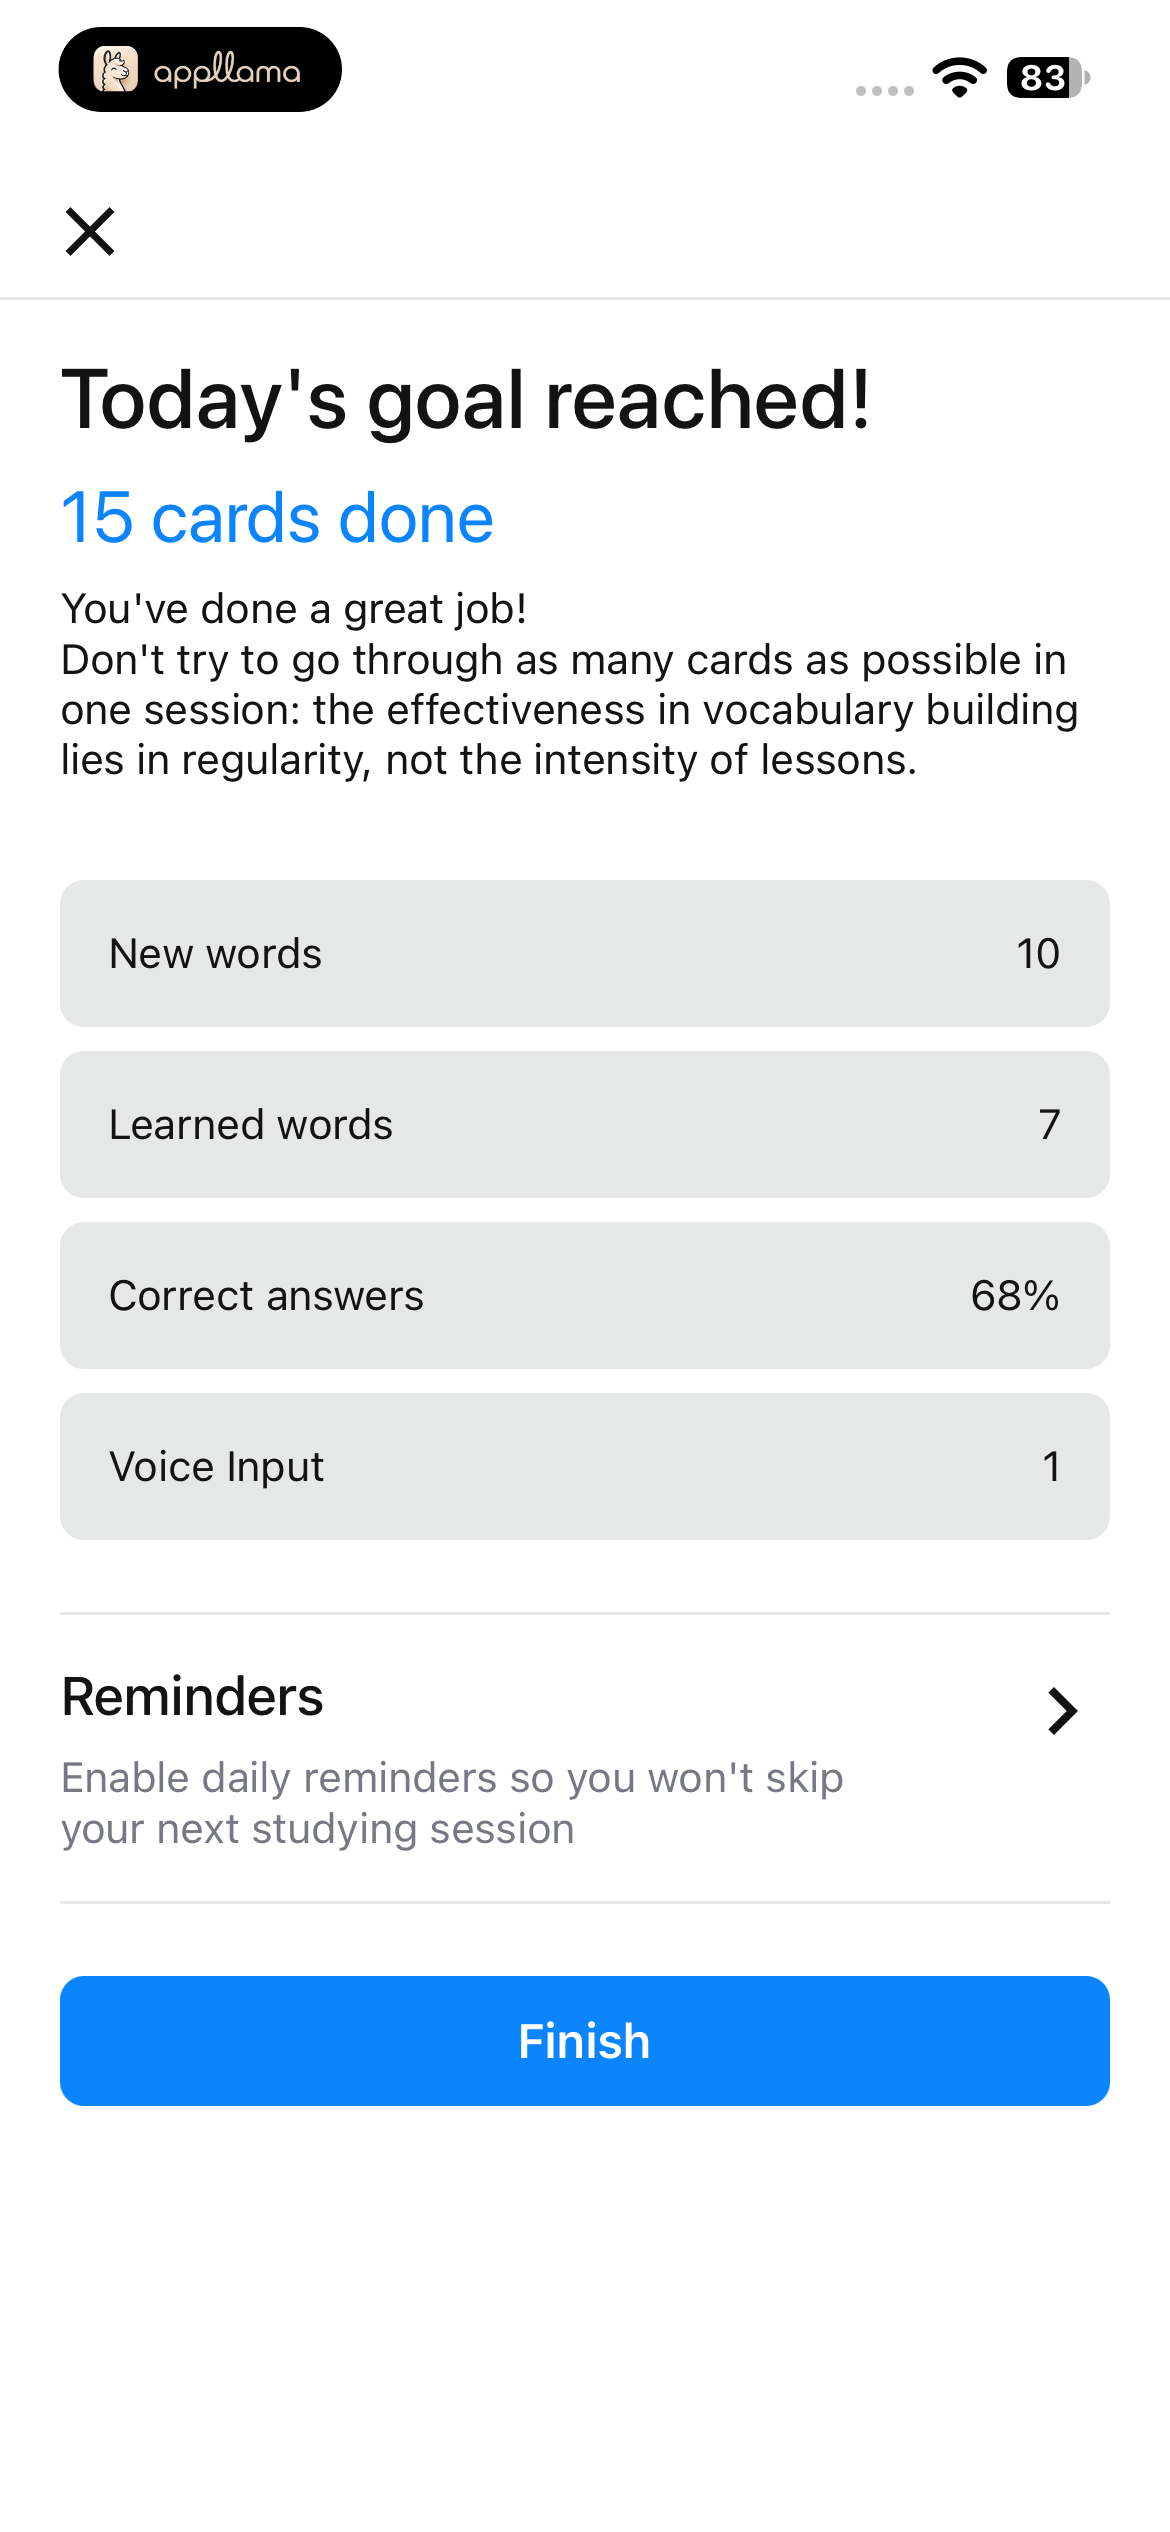 appllama
83
Today's goal reached!
15 cards done
You've done a great job!
Don't try to go through as many cards as possible in
one session: the effectiveness in vocabulary building
lies in regularity, not the intensity of lessons.
New words 10
Learned words 7
Correct answers 68%
Voice Input 1
Reminders
Enable daily reminders so you won't skip
your next studying session
Finish